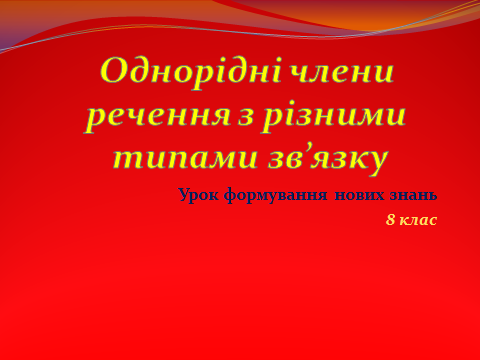 Однорідні члени
речення з різними
типами зв’язку
Урок формування нових знань
8 клас